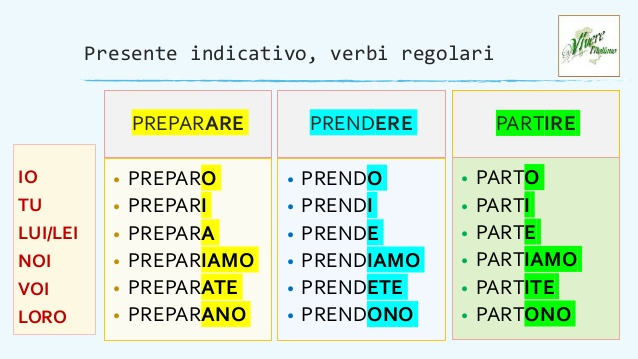 Presente indicativo, verbi regolari
Vivere
l'italiano
PREPARARE
PRENDERE
PARTIRE
IO
TU
LUI/LEI
NOI
VOI
LORO
• PREPARO
• PREPARI
• PREPARA
• PREPARIAMO
• PREPARATE
• PREPARANO
• PRENDO
• PRENDI
• PRENDE
• PRENDIAMO
• PRENDETE
• PRENDONO
• PARTO
• PARTI
• PARTE
• PARTIAMO
• PARTITE
• PARTONO